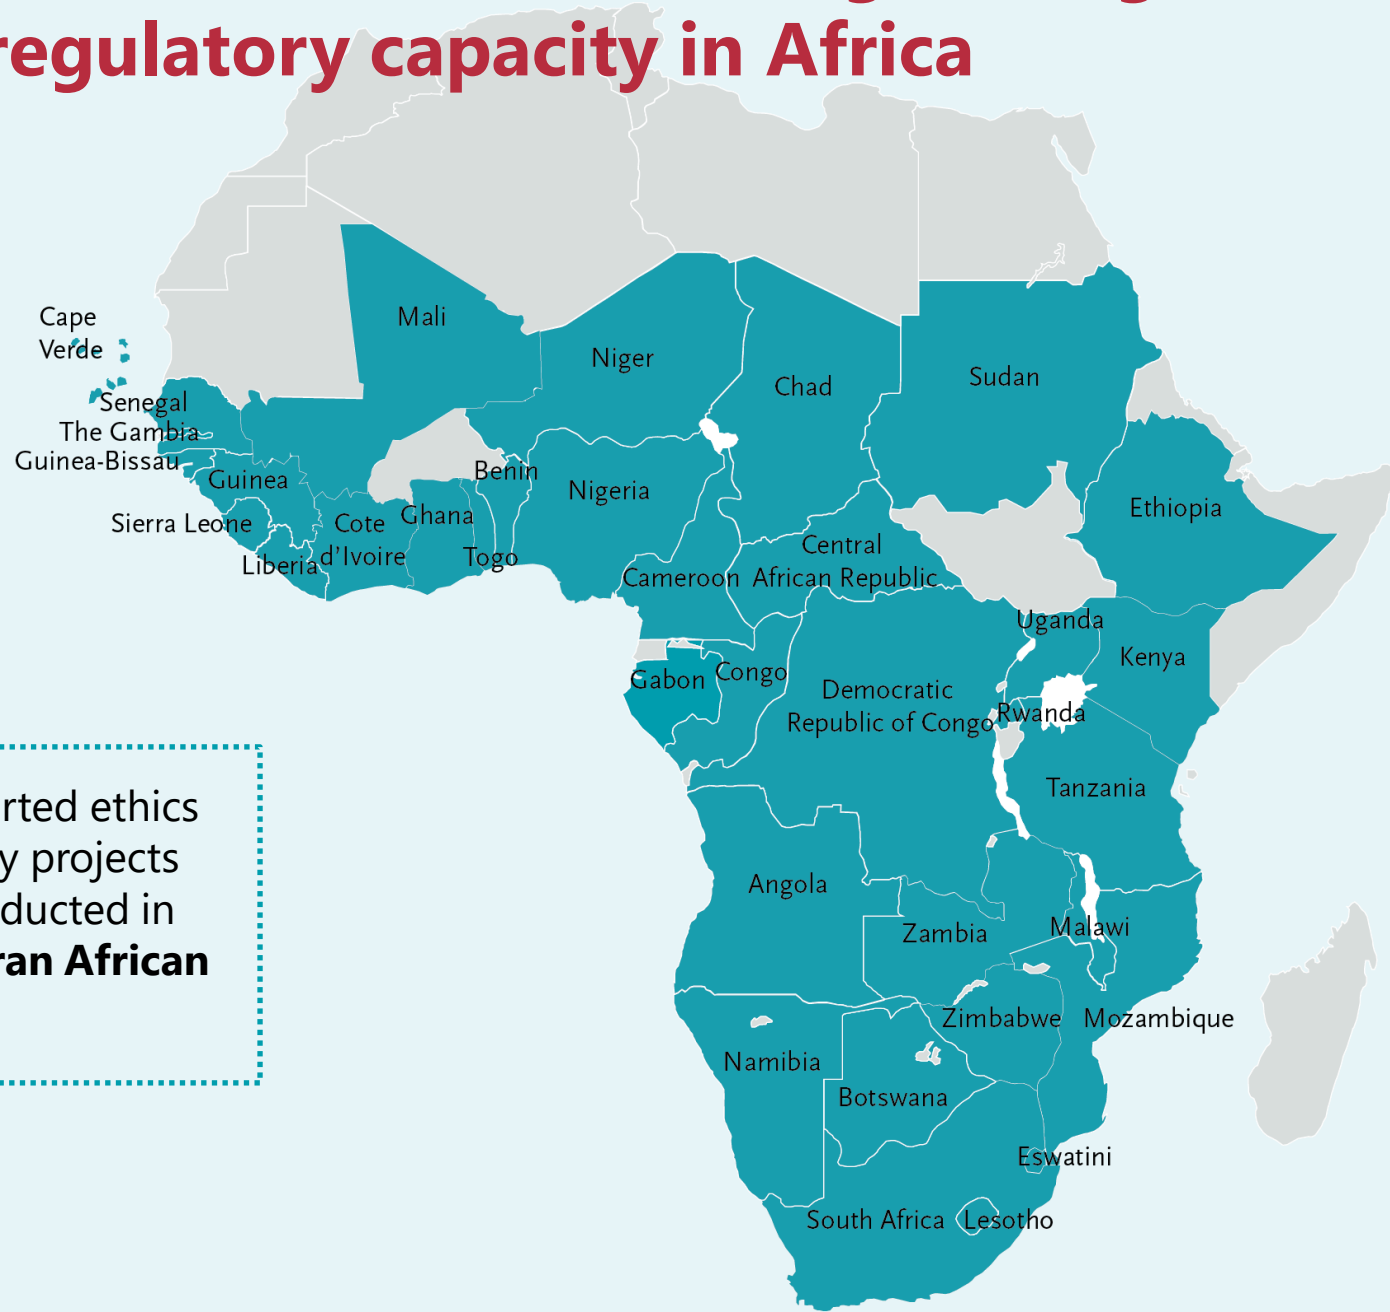 regulatory capacity in Africa
Cape
Verde
Mali
Niger
Chad
Sudan
Senegal
The Gambia
Guinea-Bissau
Guinea
Benin
Nigeria
Ethiopia
Sierra Leone
Cote
d'Ivoire
Ghana
Liberia
Togo
Cameroon
Central
African Republic
Uganda
Kenya
Gabon
Congo
Democratic
Republic of Congo
Rwanda
Tanzania
rted ethics
y projects
ducted in
ran African
Angola
Zambia
Malawi
Zimbabwe
Mozambique
Namibia
Botswana
Eswatini
South Africa
Lesotho